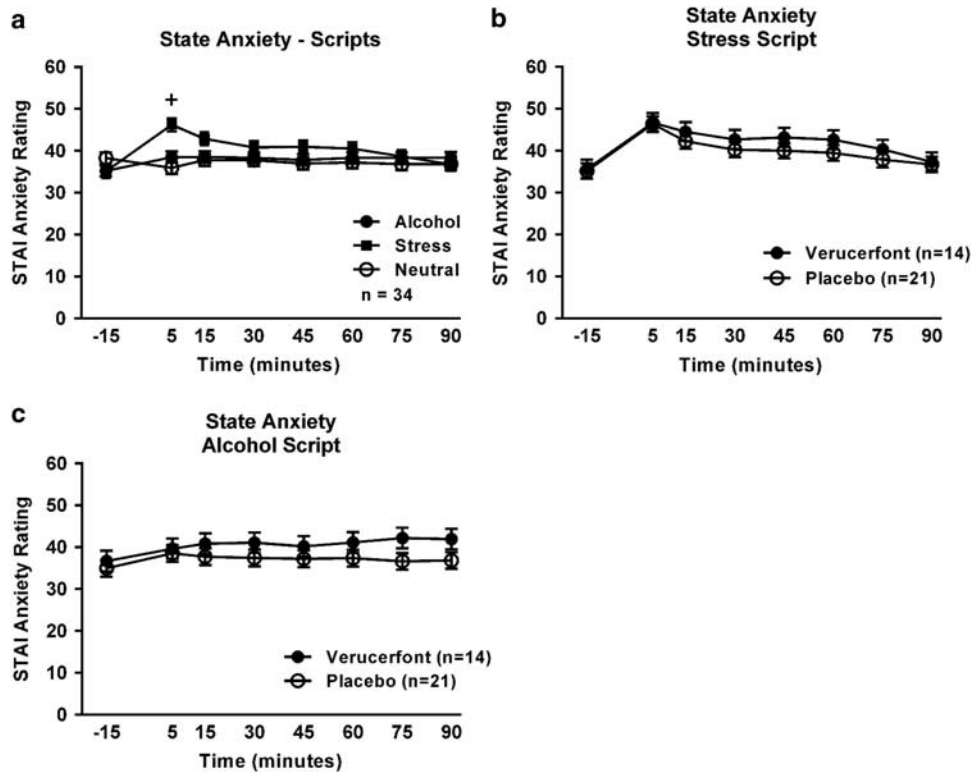 a
State Anxiety - Scripts
60
50
40
30
20
10
0
STAI Anxiety Rating
+
Alcohol
Stress
Neutral
n = 34
-15 5 15 30 45 60 75 90
Time (minutes)
b
State Anxiety
Stress Script
60
50
40
30
20
10
0
STAI Anxiety Rating
Verucerfont (n=14)
Placebo (n=21)
-15 5 15 30 45 60 75 90
Time (minutes)
c
State Anxiety
Alcohol Script
60
50
40
30
20
10
0
STAI Anxiety Rating
Verucerfont (n=14)
Placebo (n=21)
-15 5 15 30 45 60 75 90
Time (minutes)